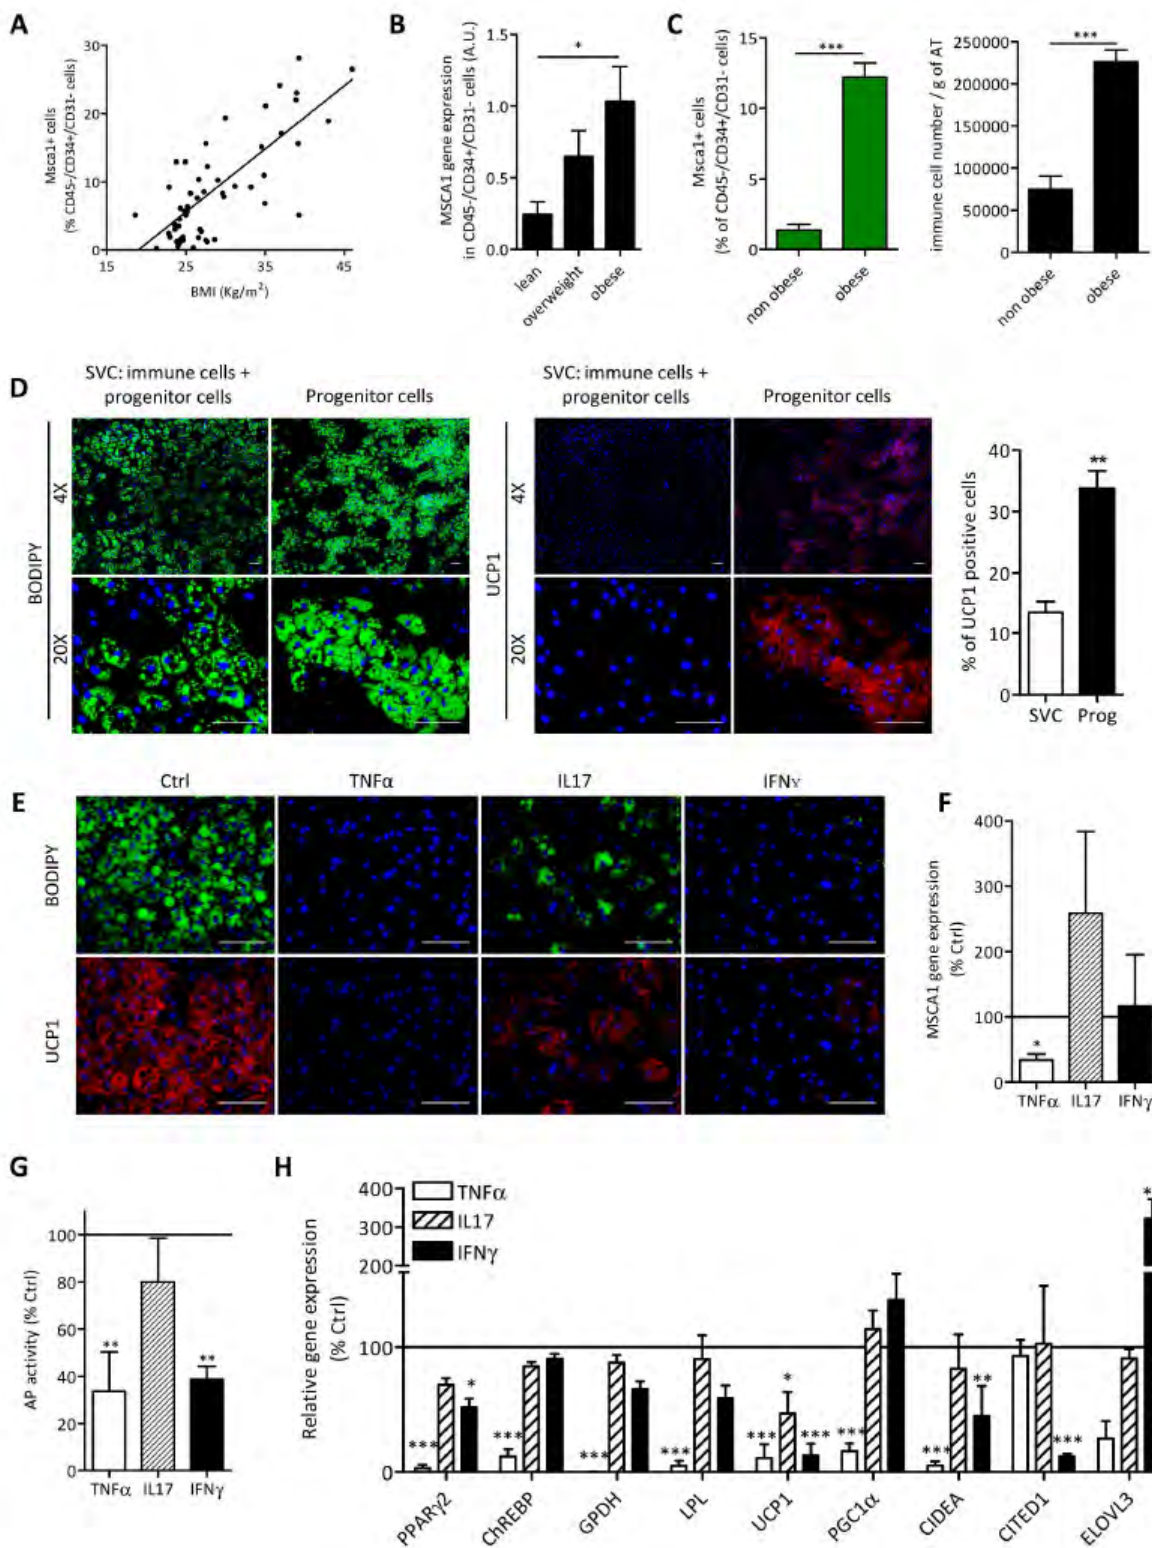 A
Msca1+ cells
(% CD45-/CD34+/CD31- cells)
30
20
10
0
15
25
35
45
BMI (Kg/m²)
B
MSCA1 gene expression
in CD45-/CD34+/CD31- cells (A.U.)
1.5
1.0
0.5
0.0
*
lean
overweight
obese
C
Msca1+ cells
(% of CD45-/CD34+/CD31- cells)
15
10
5
0
***
non obese
obese
immune cell number / g of AT
250000
200000
150000
100000
50000
0
***
non obese
obese
D
SVC: immune cells +
progenitor cells
Progenitor cells
BODIPY
4X
20X
SVC: immune cells +
progenitor cells
Progenitor cells
UCP1
4X
20X
% of UCP1 positive cells
40
30
20
10
0
**
SVC Prog
E
Ctrl TNFα IL17 IFNγ
BODIPY
UCP1
F
MSCA1 gene expression
(% Ctrl)
400
300
200
100
0
*
TNFα IL17 IFNγ
G
AP activity (% Ctrl)
100
80
60
40
20
0
**
**
TNFα IL17 IFNγ
H
Relative gene expression
(% Ctrl)
400
300
200
100
0
TNFα
IL17
IFNγ
***
*
***
***
***
***
*
***
***
***
**
***
*
PPARγ2
ChREBP
GPDH
LPL
UCP1
PGC1α
CIDEA
CITED1
ELOVL3